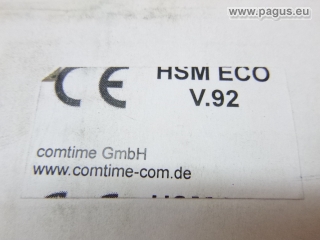 © www.pagus.eu
CE HSM ECO
V.92
comtime GmbH
www.comtime-com.de